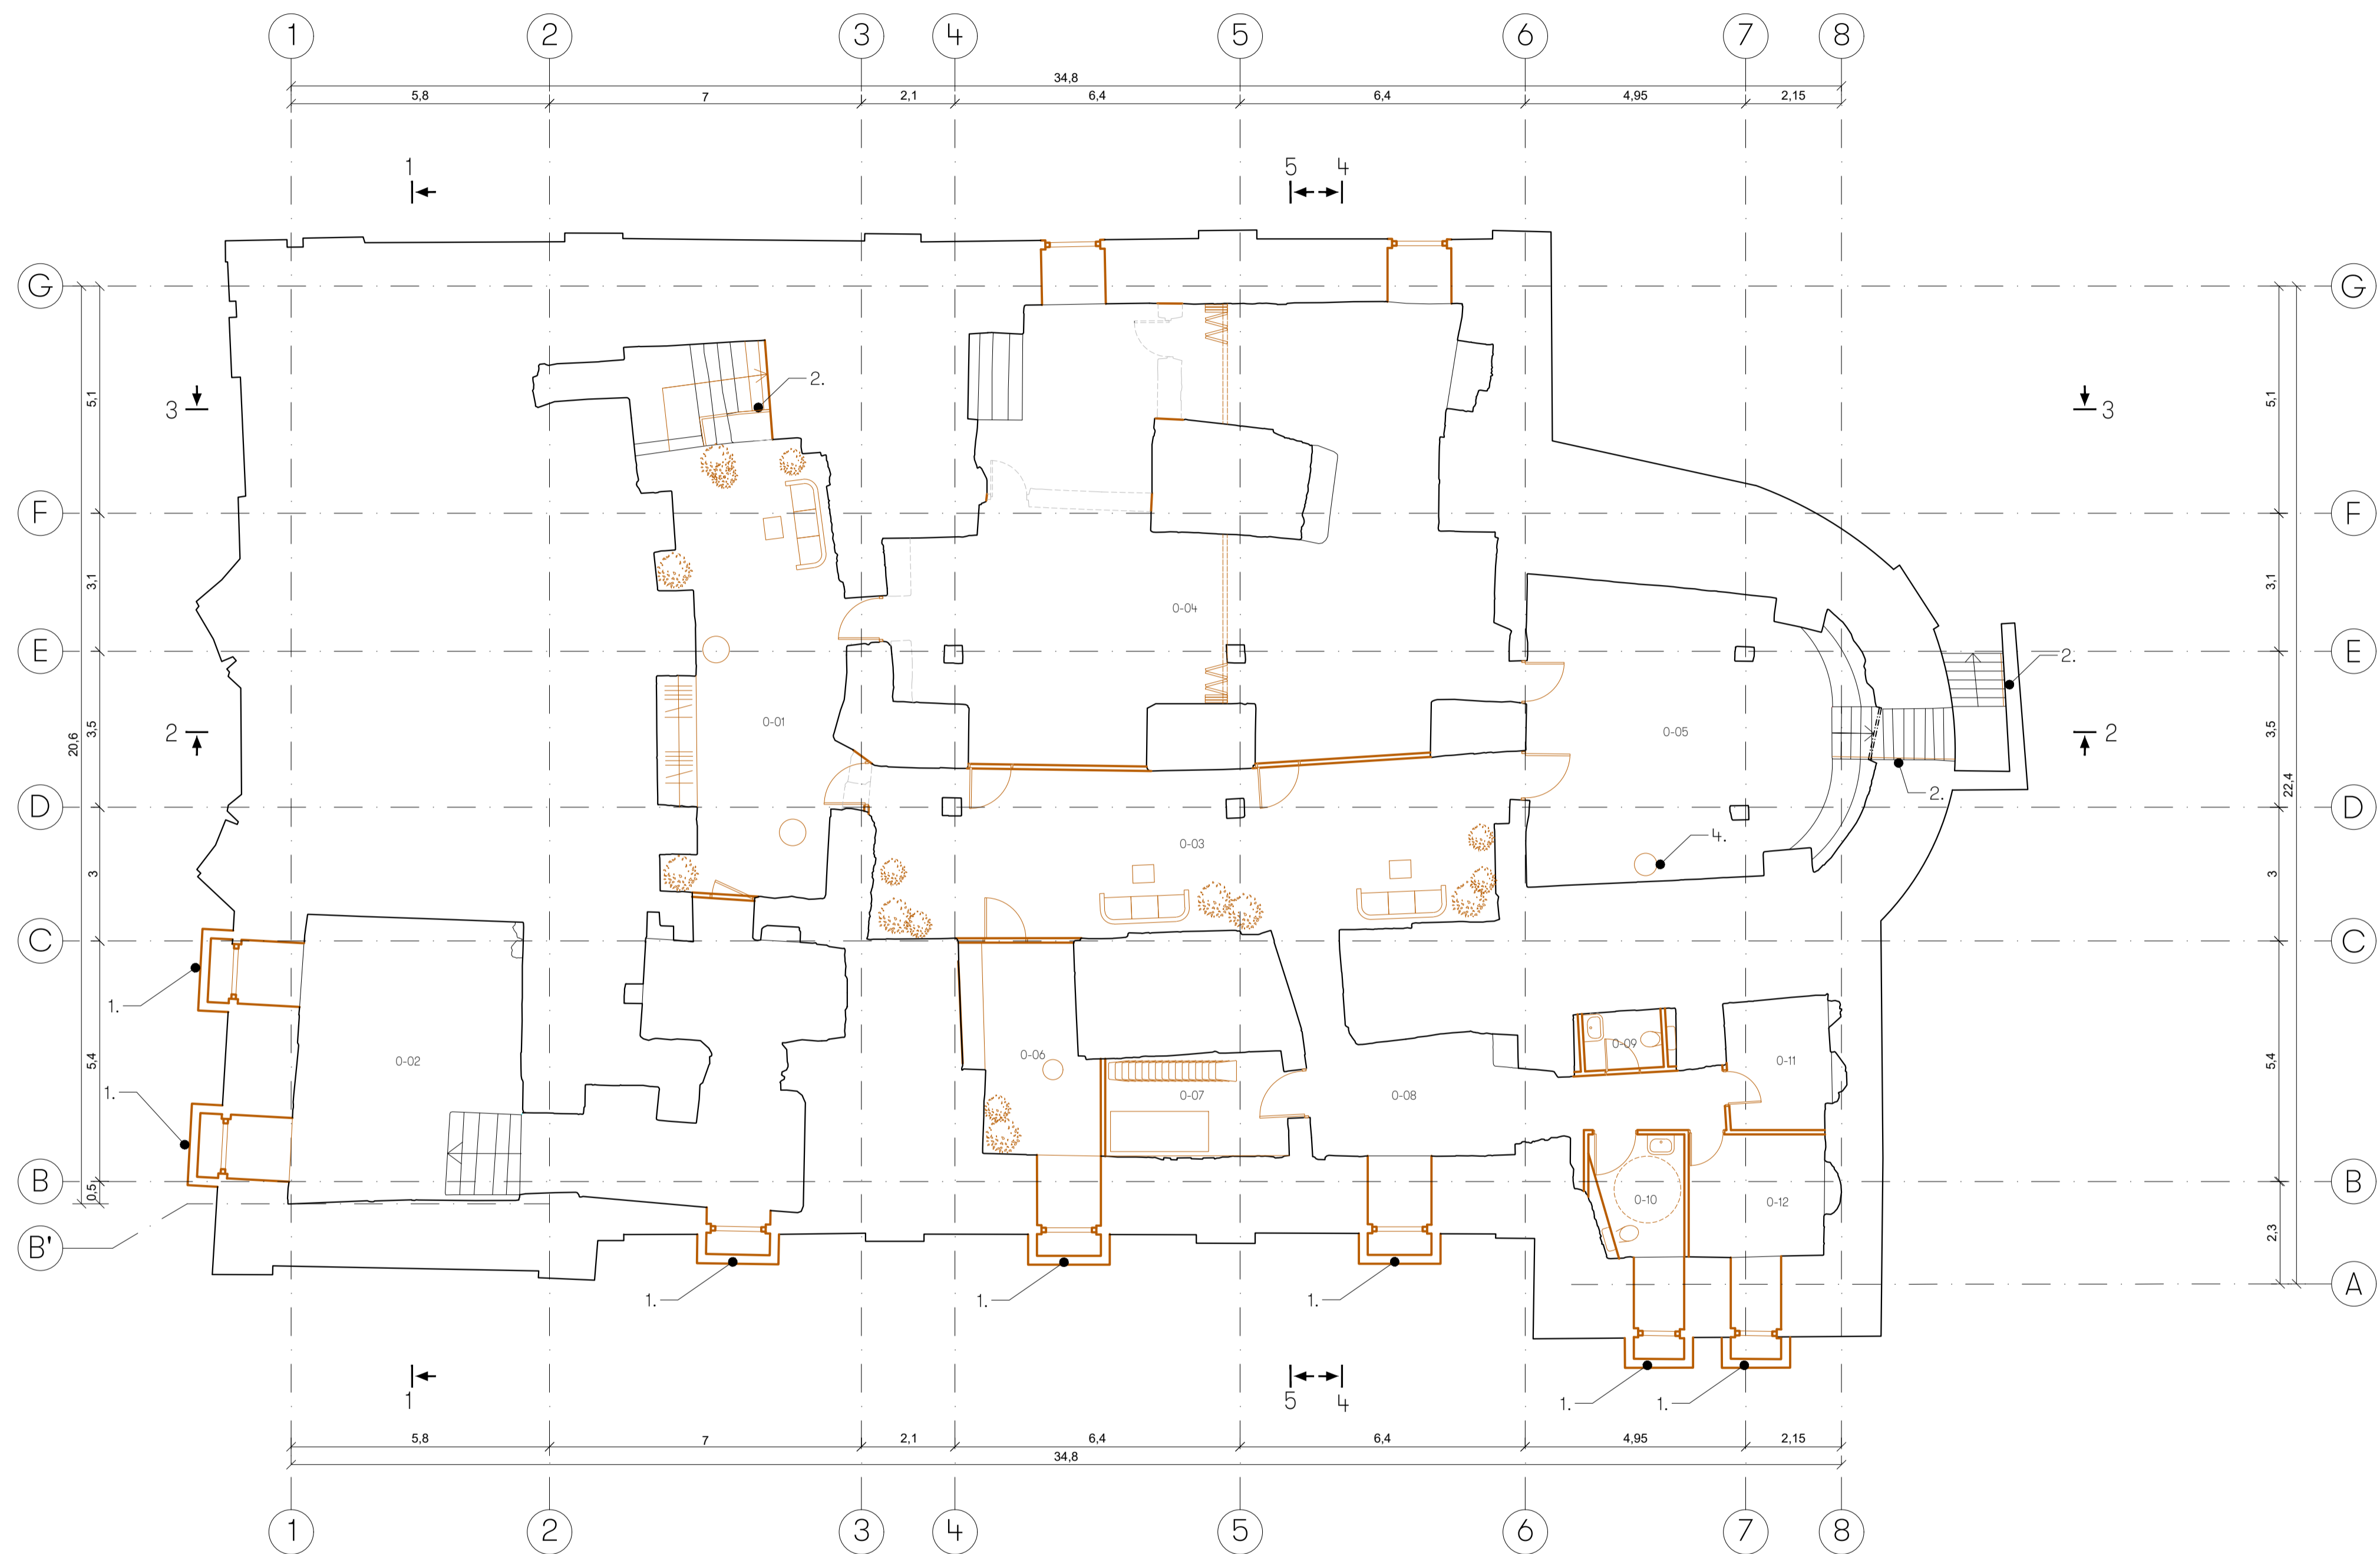 1 2 3 4 5 6 7 8
34,8
5,8 7 2,1 6,4 6,4 4,95 2,15
1 5 4
G G
5,1 2. 5,1
3 3
F F
3,1 3,1
0-04
E E
2.
3,5 0-01 0-05 3,5
2 2
20,6 22,4
2.
D D
4.
0-03
3 3
C C
1.
0-06 0-09 0-11
5,4 0-02 5,4
1. 0-07 0-08
B B
0,5 0-10 0-12
2,3
B'
A
1. 1. 1.
1 5 4 1. 1.
5,8 7 2,1 6,4 6,4 4,95 2,15
34,8
1 2 3 4 5 6 7 8